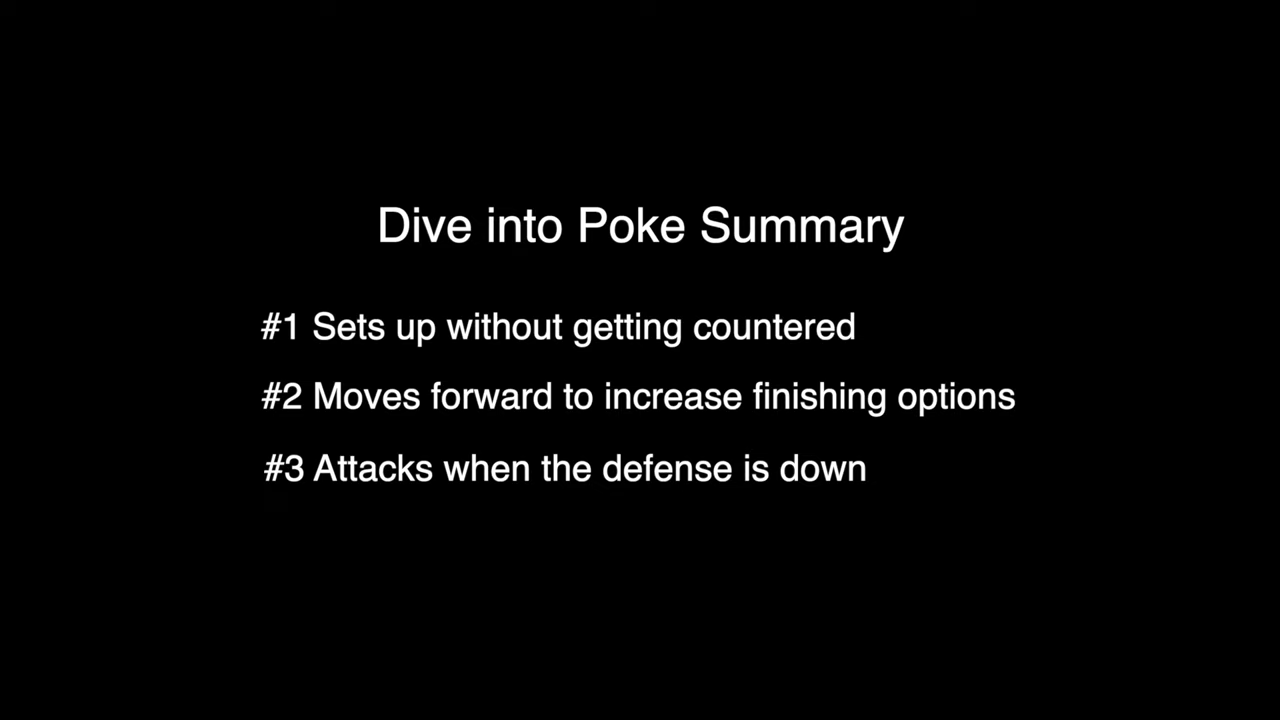 Dive into Poke Summary
#1 Sets up without getting countered
#2 Moves forward to increase finishing options
#3 Attacks when the defense is down